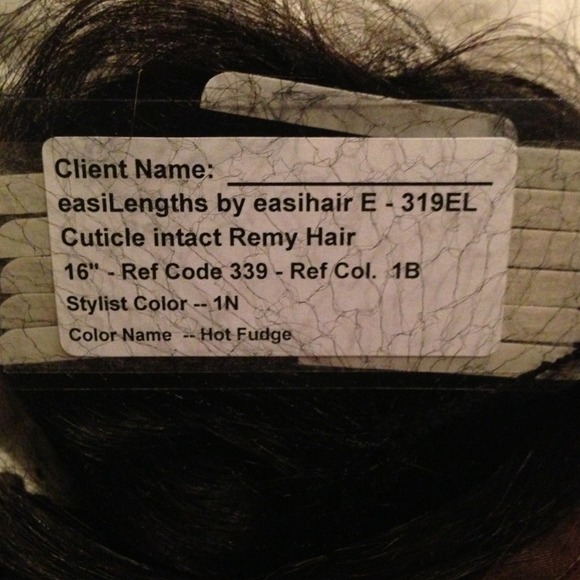 Client Name:
easiLengths by easihair E - 319EL
Cuticle intact Remy Hair
16" - Ref Code 339 - Ref Col. 1B
Stylist Color -- 1N
Color Name -- Hot Fudge